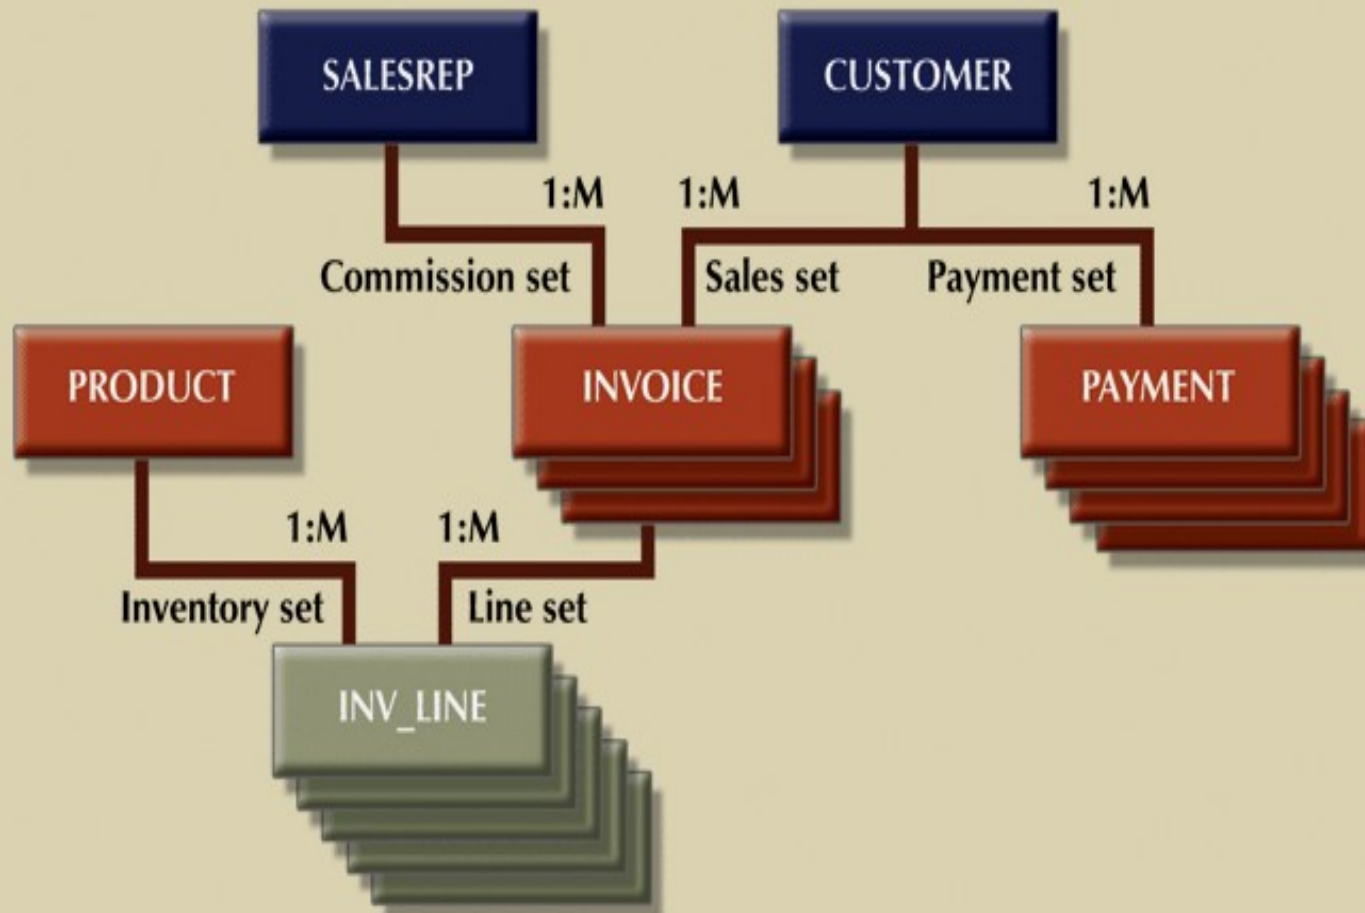 SALESREP
CUSTOMER
1:M
1:M
1:M
Commission set
Sales set
Payment set
PRODUCT
INVOICE
PAYMENT
1:M
1:M
Inventory set
Line set
INV_LINE